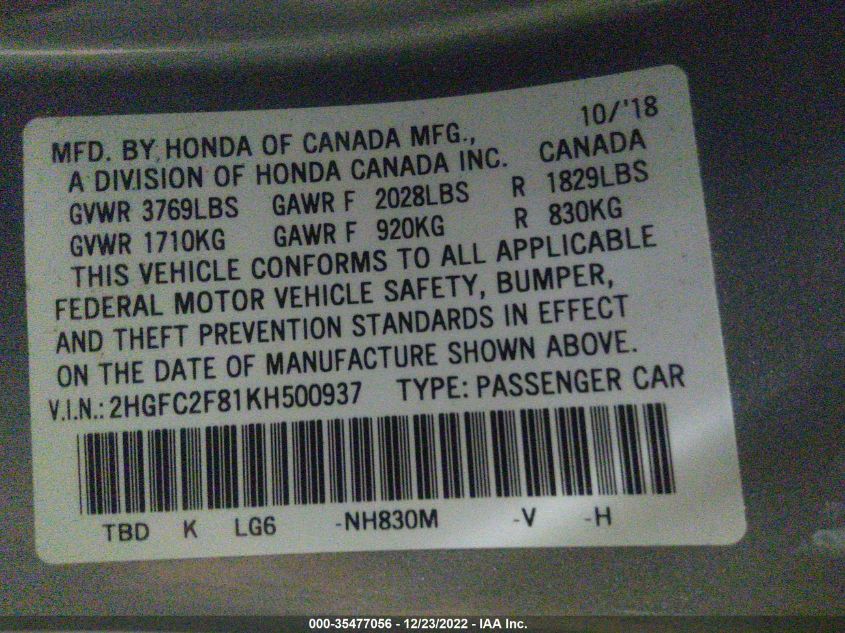 10/'18
MFD. BY HONDA OF CANADA MFG.,
A DIVISION OF HONDA CANADA INC. CANADA
GVWR 3769LBS GAWR F 2028LBS R 1829LBS
GVWR 1710KG GAWR F 920KG R 830KG
THIS VEHICLE CONFORMS TO ALL APPLICABLE
FEDERAL MOTOR VEHICLE SAFETY, BUMPER,
AND THEFT PREVENTION STANDARDS IN EFFECT
ON THE DATE OF MANUFACTURE SHOWN ABOVE.
V.I.N.: 2HGFC2F81KH500937 TYPE: PASSENGER CAR
TBD K LG6 -NH830M -V -H
000-35477056 - 12/23/2022 - IAA Inc.